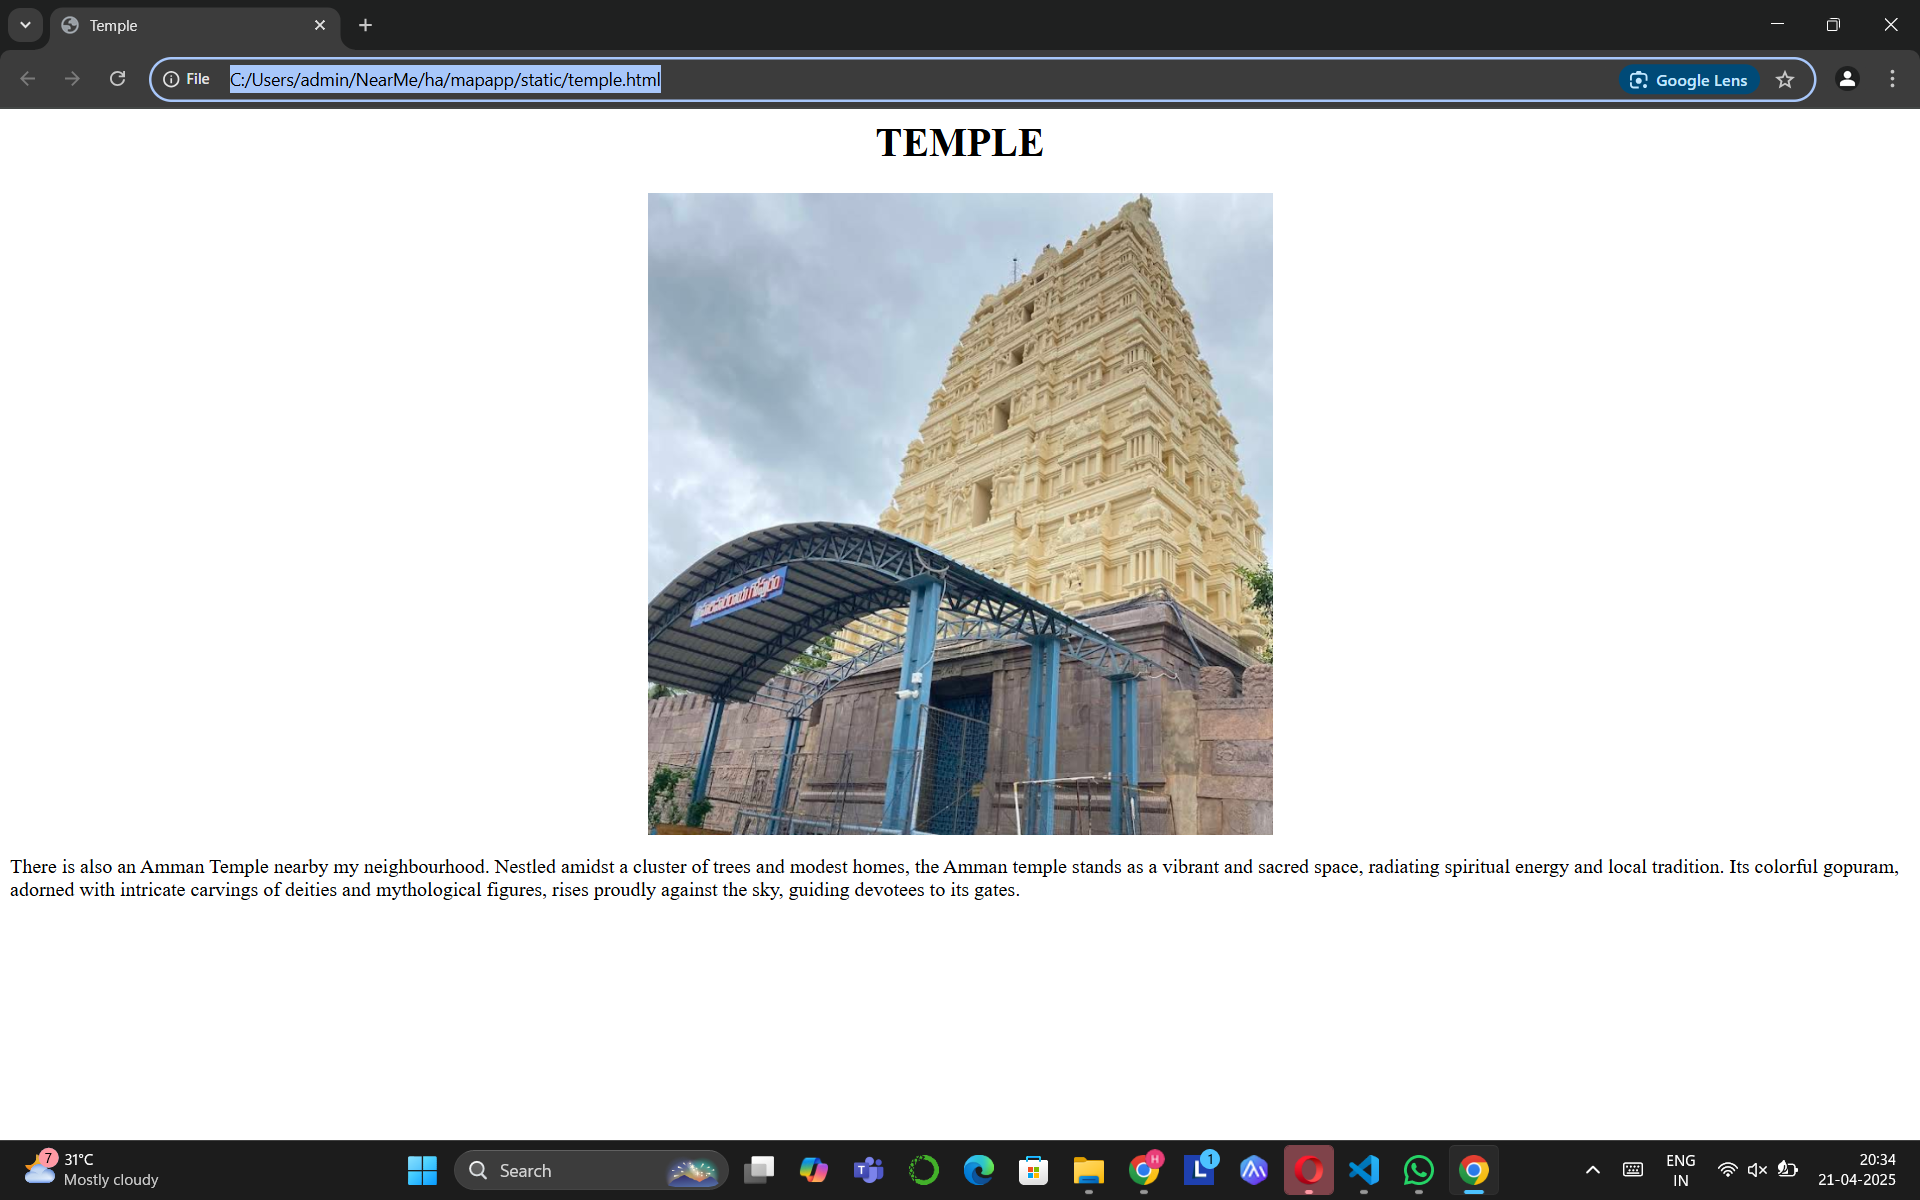 Temple
File
C:/Users/admin/NearMe/ha/mapapp/static/temple.html
Google Lens
TEMPLE
There is also an Amman Temple nearby my neighbourhood. Nestled amidst a cluster of trees and modest homes, the Amman temple stands as a vibrant and sacred space, radiating spiritual energy and local tradition. Its colorful gopuram,
adorned with intricate carvings of deities and mythological figures, rises proudly against the sky, guiding devotees to its gates.
7
31°C
Mostly cloudy
Search
H
L
1
ENG
IN
20:34
21-04-2025